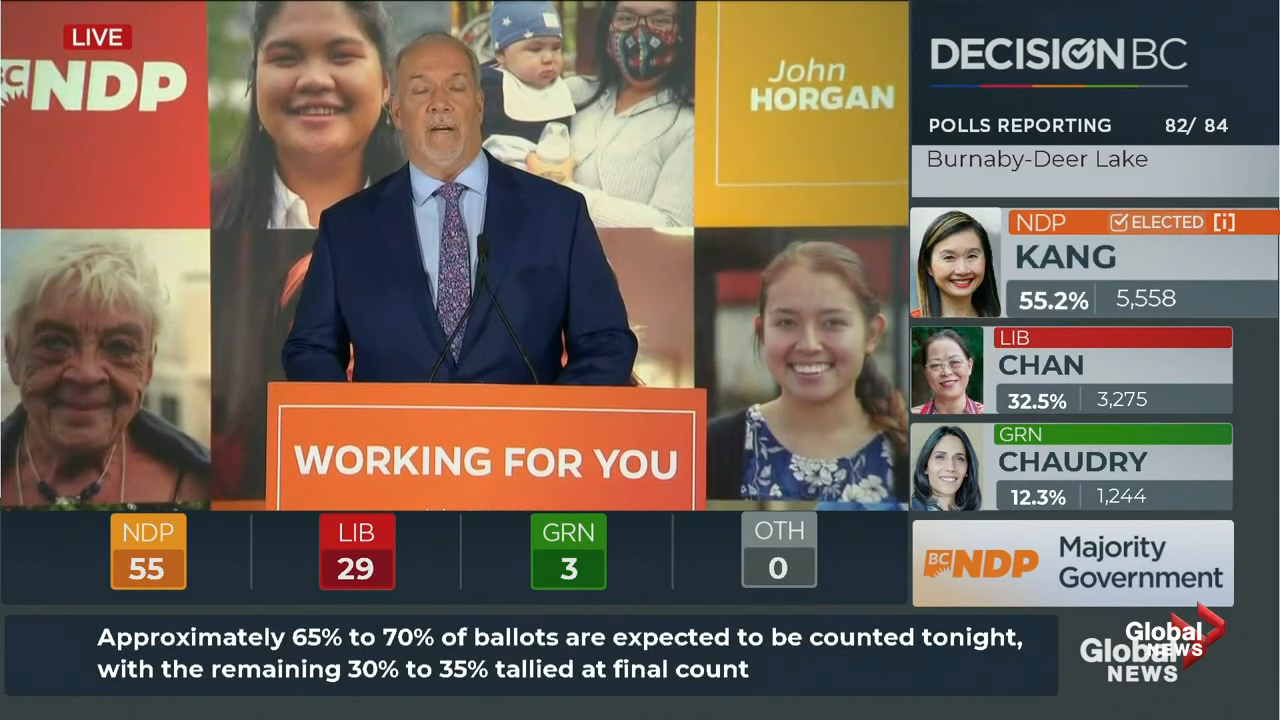 LIVE
BC
NDP
John
HORGAN
WORKING FOR YOU
DECISION BC
POLLS REPORTING 82/ 84
Burnaby-Deer Lake
NDP ELECTED [i]
KANG
55.2% 5,558
LIB
CHAN
32.5% 3,275
GRN
CHAUDRY
12.3% 1,244
BC NDP
Majority
Government
NDP
55
LIB
29
GRN
3
OTH
0
Approximately 65% to 70% of ballots are expected to be counted tonight,
with the remaining 30% to 35% tallied at final count
Global
NEWS
Global
NEWS